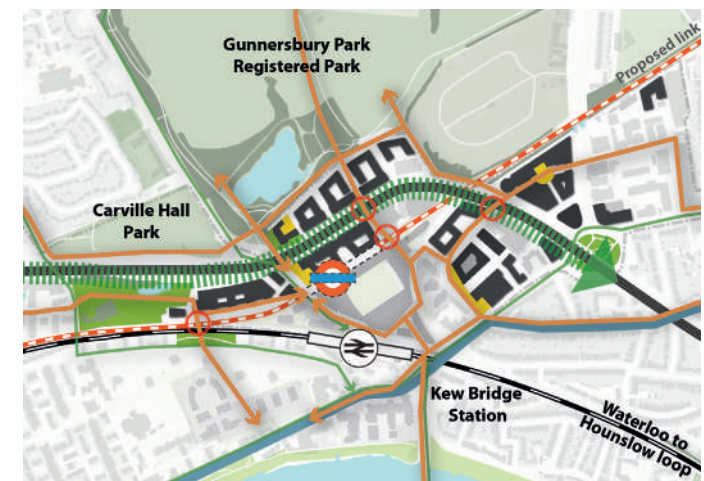 Gunnersbury Park
Registered Park
Proposed link
Carville Hall
Park
Kew Bridge
Station
Waterloo to
Hounslow loop